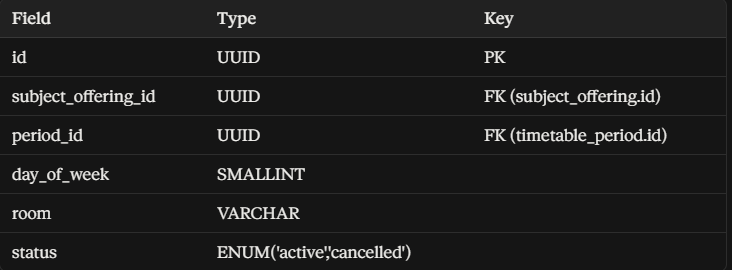 Field Type Key
id UUID PK
subject_offering_id UUID FK (subject_offering.id)
period_id UUID FK (timetable_period.id)
day_of_week SMALLINT
room VARCHAR
status ENUM('active','cancelled')